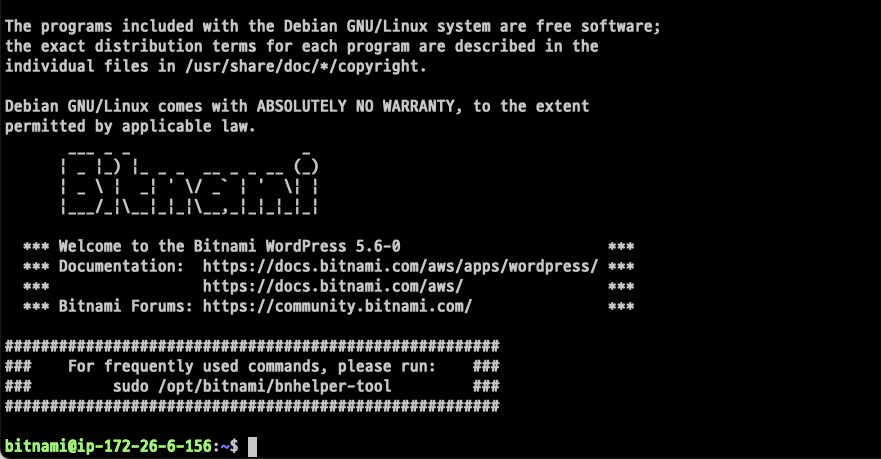 The programs included with the Debian GNU/Linux system are free software;
the exact distribution terms for each program are described in the
individual files in /usr/share/doc/*/copyright.
Debian GNU/Linux comes with ABSOLUTELY NO WARRANTY, to the extent
permitted by applicable law.
Bitnami
*** Welcome to the Bitnami WordPress 5.6-0 ***
*** Documentation: https://docs.bitnami.com/aws/apps/wordpress/ ***
*** https://docs.bitnami.com/aws/ ***
*** Bitnami Forums: https://community.bitnami.com/ ***
#######################################################
### For frequently used commands, please run: ###
### sudo /opt/bitnami/bnhelper-tool ###
#######################################################
bitnami@ip-172-26-6-156:~$